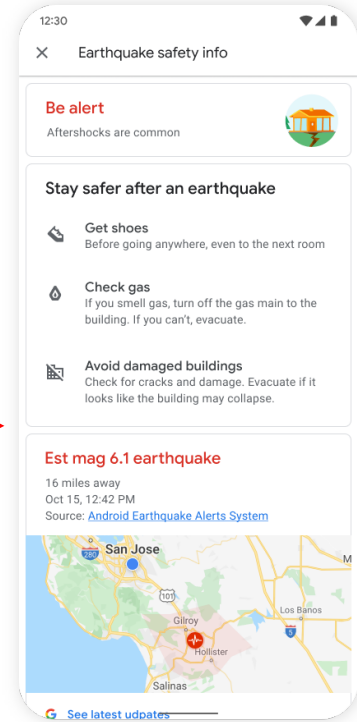 12:30
Earthquake safety info
Be alert
Aftershocks are common
Stay safer after an earthquake
Get shoes
Before going anywhere, even to the next room
Check gas
If you smell gas, turn off the gas main to the
building. If you can't, evacuate.
Avoid damaged buildings
Check for cracks and damage. Evacuate if it
looks like the building may collapse.
Est mag 6.1 earthquake
16 miles away
Oct 15, 12:42 PM
Source: Android Earthquake Alerts System
280
San Jose
M
101
Los Banos
Gilroy
5
Hollister
Salinas
G See latest udpates